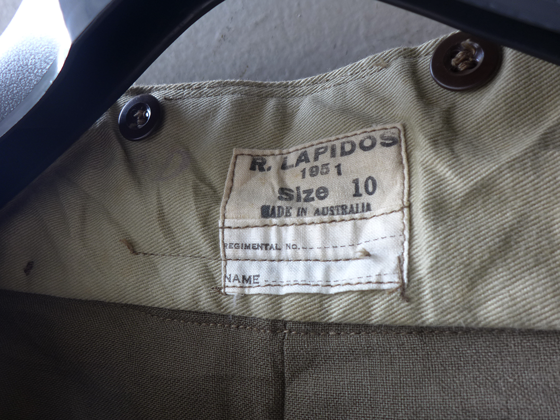 R. LAPIDOS
1951
Size 10
MADE IN AUSTRALIA
REGIMENTAL NO.
NAME